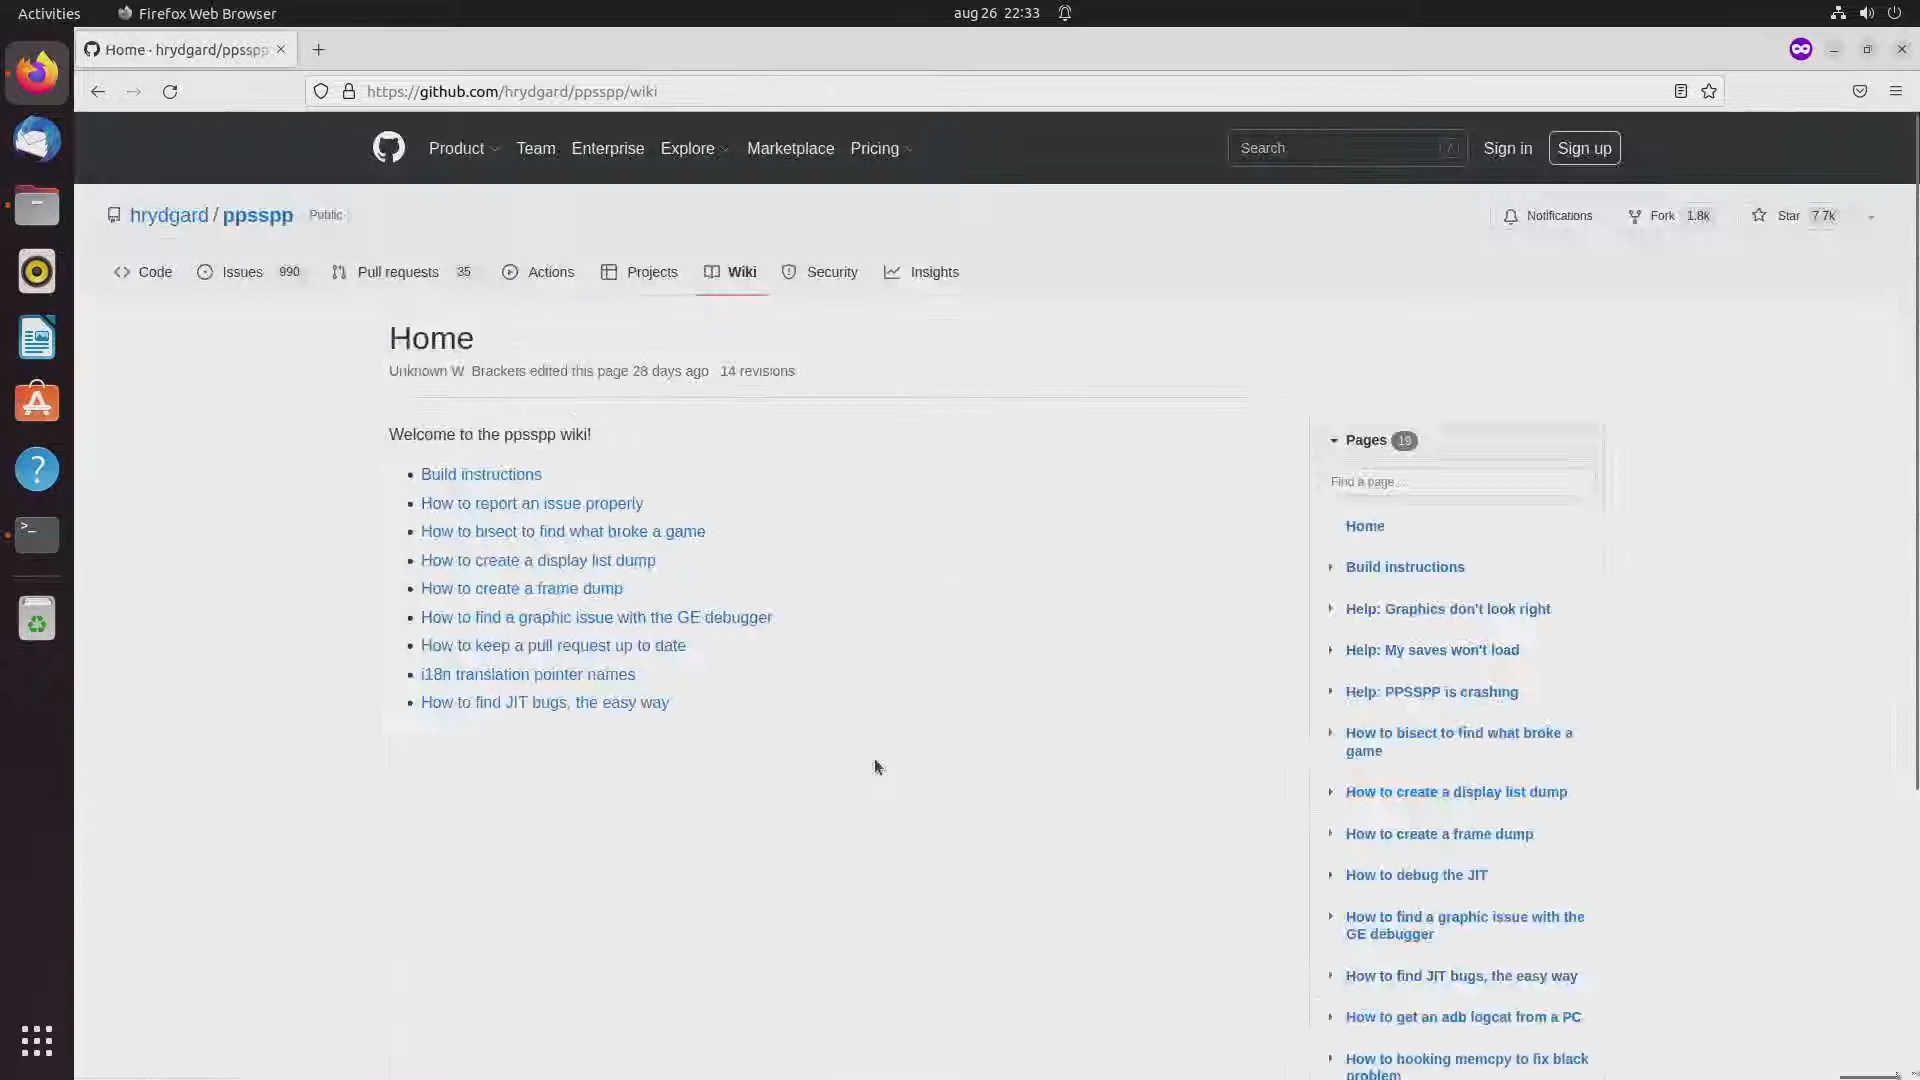 Activities
Firefox Web Browser
aug 26 22:33
Home · hrydgard/ppsspp
https://github.com/hrydgard/ppsspp/wiki
Product
Team
Enterprise
Explore
Marketplace
Pricing
Search
/
Sign in
Sign up
hrydgard / ppsspp
Public
Notifications
Fork 1.8k
Star 7.7k
Code
Issues 990
Pull requests 35
Actions
Projects
Wiki
Security
Insights
Home
Unknown W. Brackets edited this page 28 days ago · 14 revisions
Welcome to the ppsspp wiki!
Build instructions
How to report an issue properly
How to bisect to find what broke a game
How to create a display list dump
How to create a frame dump
How to find a graphic issue with the GE debugger
How to keep a pull request up to date
i18n translation pointer names
How to find JIT bugs, the easy way
Pages 19
Find a page...
Home
Build instructions
Help: Graphics don't look right
Help: My saves won't load
Help: PPSSPP is crashing
How to bisect to find what broke a
game
How to create a display list dump
How to create a frame dump
How to debug the JIT
How to find a graphic issue with the
GE debugger
How to find JIT bugs, the easy way
How to get an adb logcat from a PC
How to hooking memcpy to fix black
problem